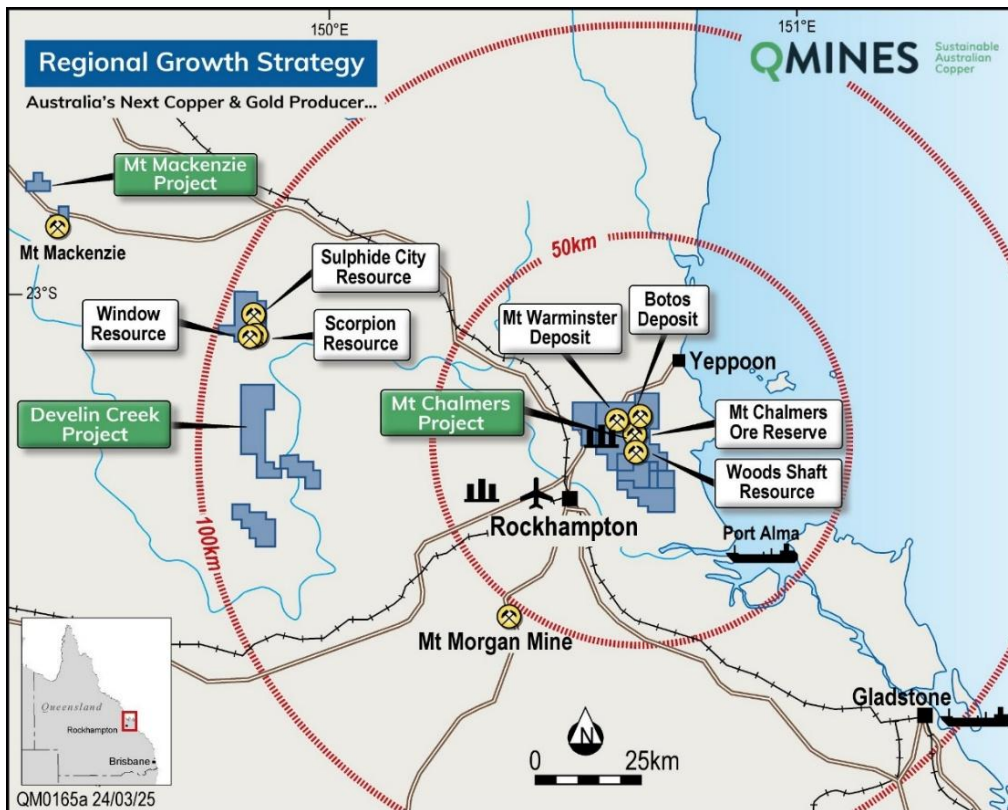 150°E
151°E
Regional Growth Strategy
Australia's Next Copper & Gold Producer...
QMINES
Sustainable
Australian
Copper
Mt Mackenzie
Project
Mt Mackenzie
23°S
Sulphide City
Resource
Window
Resource
Scorpion
Resource
50km
Mt Warminster
Deposit
Botos
Deposit
Yeppoon
Develin Creek
Project
Mt Chalmers
Project
Mt Chalmers
Ore Reserve
Woods Shaft
Resource
100km
Rockhampton
Port Alma
Mt Morgan Mine
Gladstone
Queensland
Rockhampton
Brisbane
N
0 25km
QM0165a 24/03/25